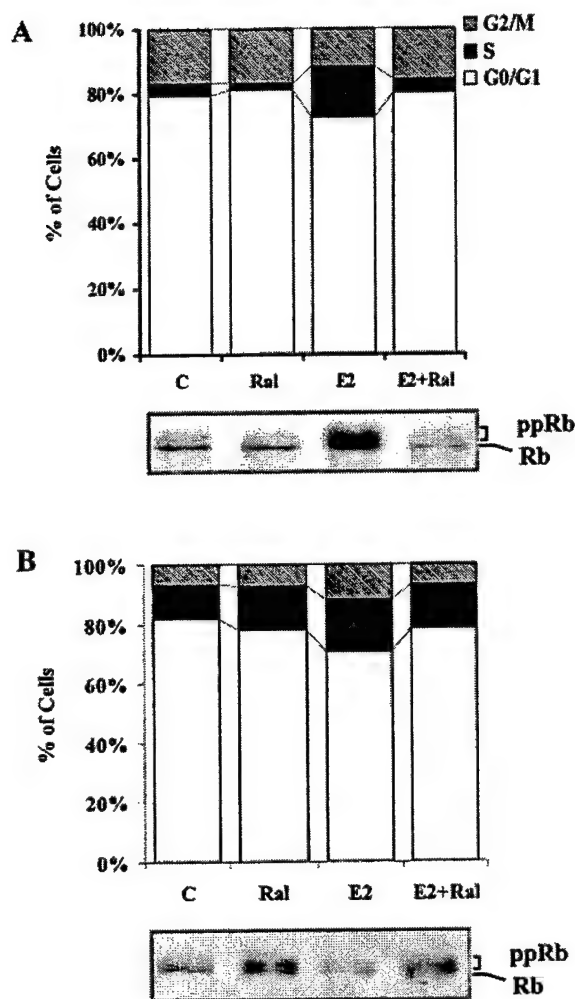 A
100%
80%
60%
40%
20%
0%
% of Cells
G2/M
S
G0/G1
C Ral E2 E2+Ral
ppRb
Rb
B
100%
80%
60%
40%
20%
0%
% of Cells
C Ral E2 E2+Ral
ppRb
Rb